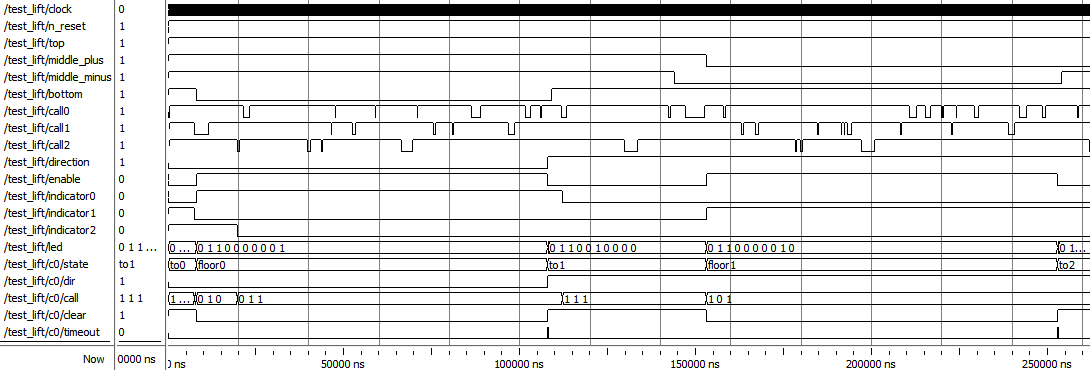 /test_lift/clock 0
/test_lift/n_reset 1
/test_lift/top 1
/test_lift/middle_plus 1
/test_lift/middle_minus 1
/test_lift/bottom 1
/test_lift/call0 1
/test_lift/call1 1
/test_lift/call2 1
/test_lift/direction 1
/test_lift/enable 0
/test_lift/indicator0 0
/test_lift/indicator1 0
/test_lift/indicator2 0
/test_lift/led 0 1 1 ... 0 ... 0 1 1 0 0 0 0 0 0 0 1 0 1 1 0 0 1 0 0 0 0 0 1 1 0 0 0 0 0 1 0 0 1...
/test_lift/c0/state to1 to0 floor0 to1 floor1 to2
/test_lift/c0/dir 1
/test_lift/c0/call 1 1 1 1 ... 0 1 0 0 1 1 1 1 1 1 0 1
/test_lift/c0/clear 1
/test_lift/c0/timeout 0
Now 0000 ns 0 ns 50000 ns 100000 ns 150000 ns 200000 ns 250000 ns